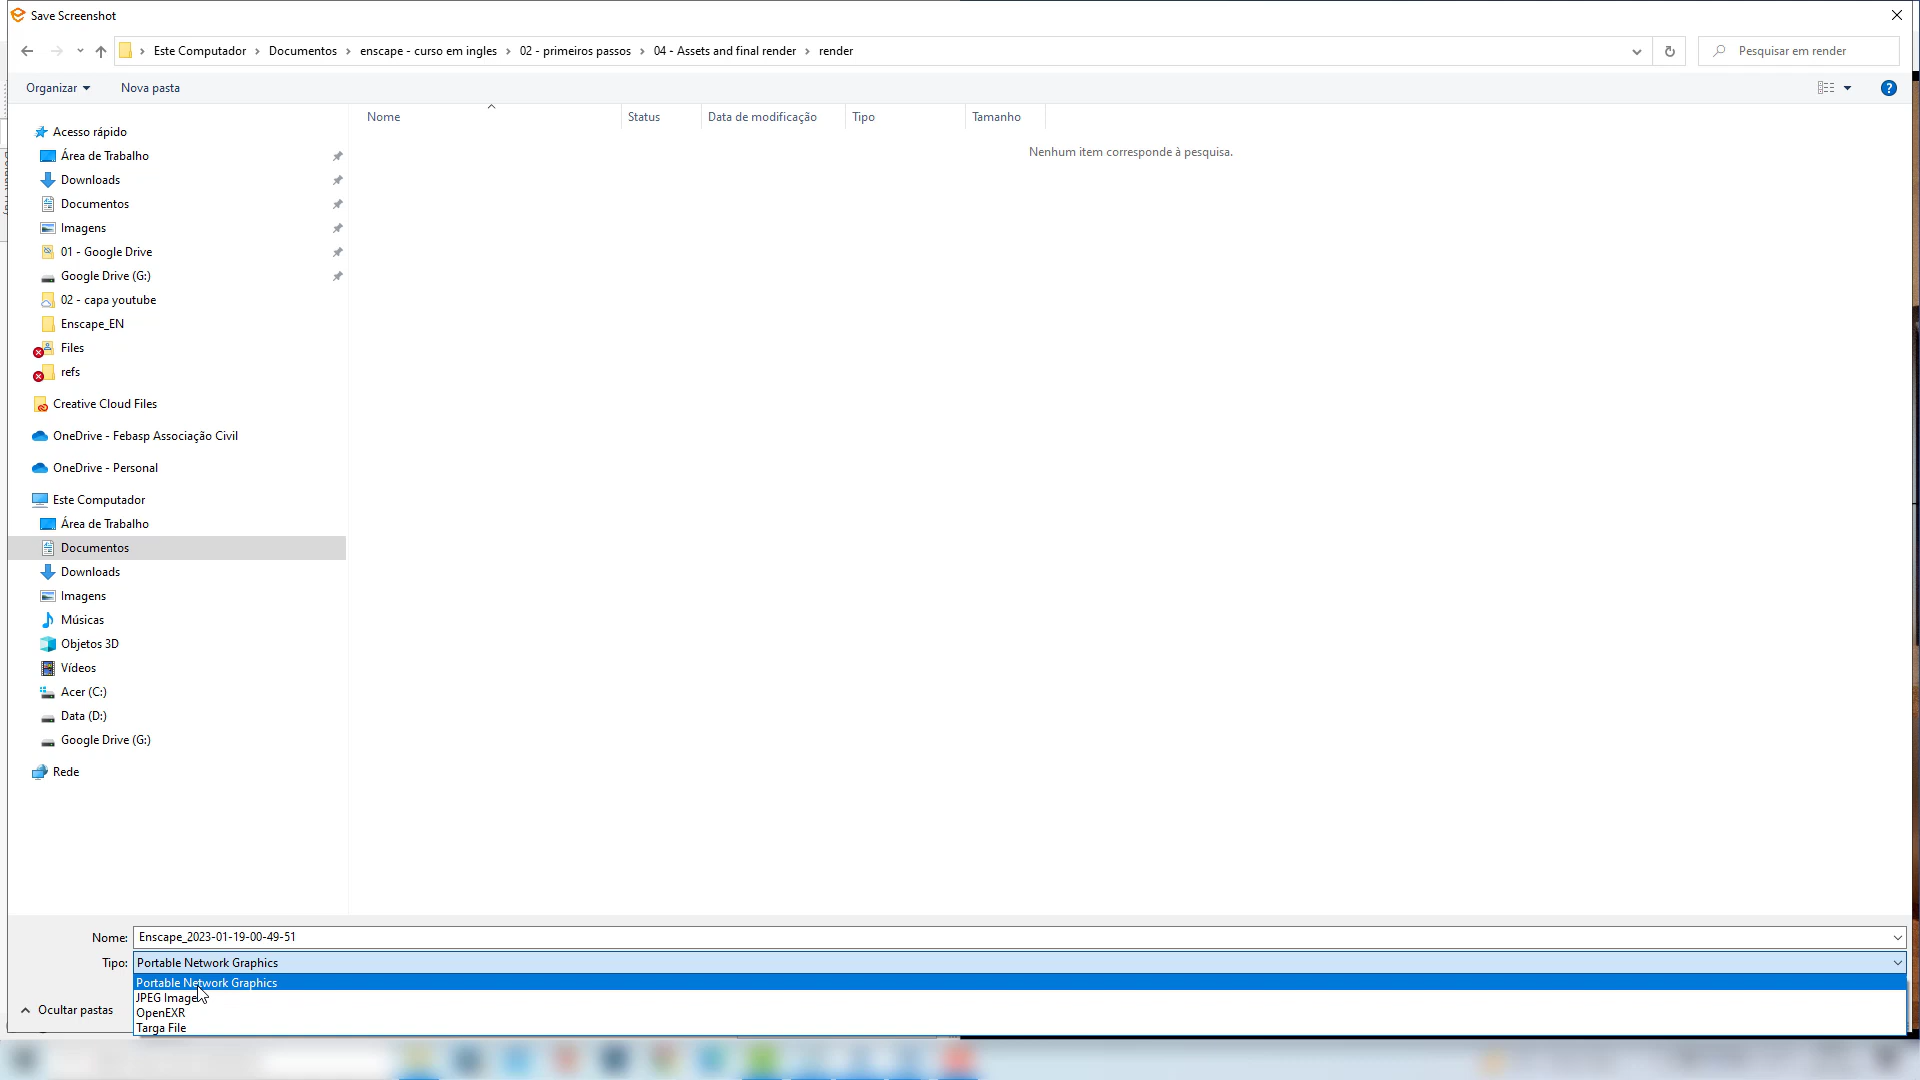 Save Screenshot
Este Computador > Documentos > enscape - curso em ingles > 02 - primeiros passos > 04 - Assets and final render > render
Pesquisar em render
Organizar
Nova pasta
Nome
Status
Data de modificação
Tipo
Tamanho
Nenhum item corresponde à pesquisa.
Acesso rápido
Área de Trabalho
Downloads
Documentos
Imagens
01 - Google Drive
Google Drive (G:)
02 - capa youtube
Enscape_EN
Files
refs
Creative Cloud Files
OneDrive - Febasp Associação Civil
OneDrive - Personal
Este Computador
Área de Trabalho
Documentos
Downloads
Imagens
Músicas
Objetos 3D
Vídeos
Acer (C:)
Data (D:)
Google Drive (G:)
Rede
Nome: Enscape_2023-01-19-00-49-51
Tipo: Portable Network Graphics
Portable Network Graphics
JPEG Image
OpenEXR
Targa File
Ocultar pastas